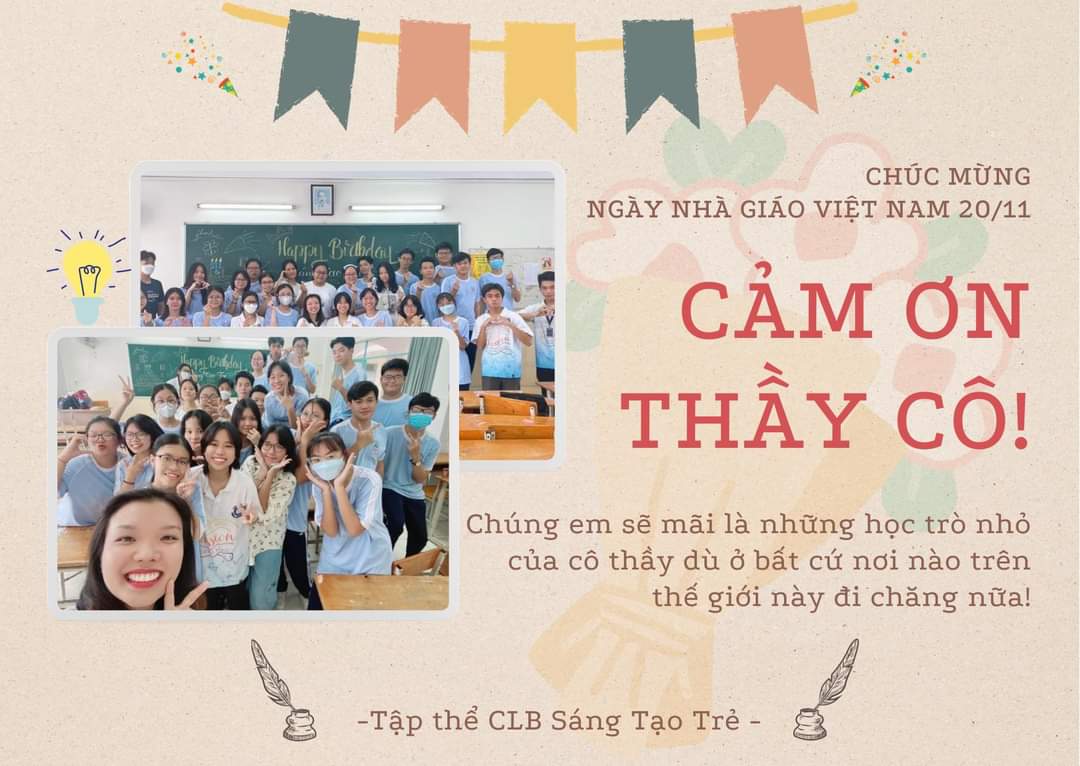 CHÚC MỪNG
NGÀY NHÀ GIÁO VIỆT NAM 20/11
CẢM ƠN
THẦY CÔ!
Happy Birthday
Happy Birthday
Chúng em sẽ mãi là những học trò nhỏ
của cô thầy dù ở bất cứ nơi nào trên
thế giới này đi chăng nữa!
-Tập thể CLB Sáng Tạo Trẻ -